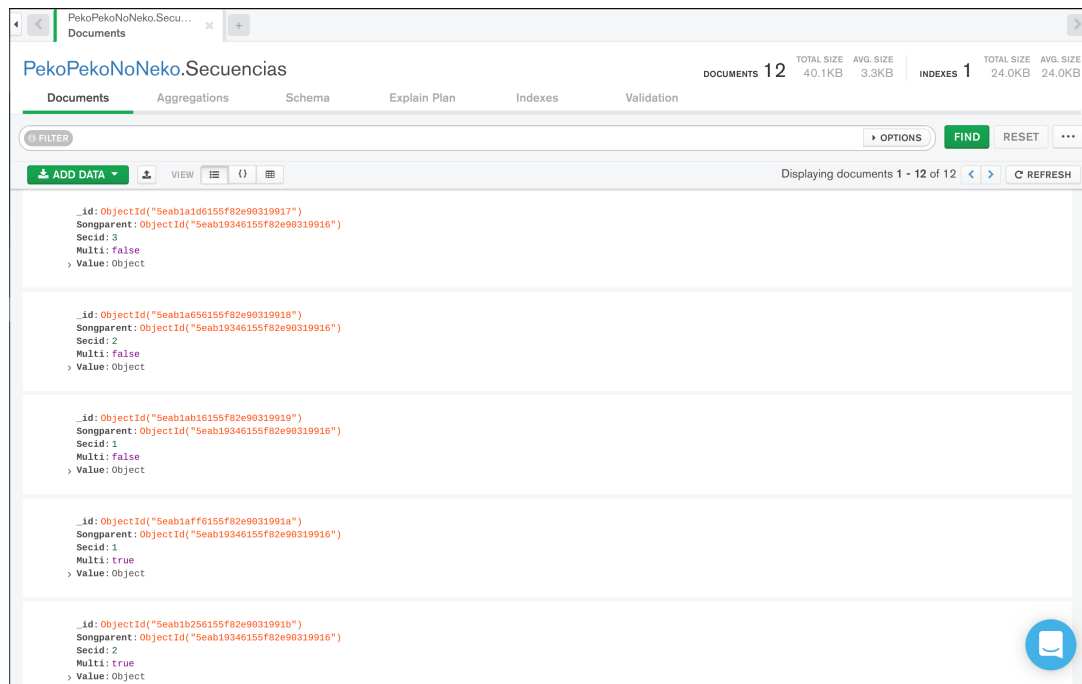 PekoPekoNoNeko.Secu...
Documents
PekoPekoNoNeko.Secuencias
DOCUMENTS 12 TOTAL SIZE 40.1KB AVG. SIZE 3.3KB INDEXES 1 TOTAL SIZE 24.0KB AVG. SIZE 24.0KB
Documents Aggregations Schema Explain Plan Indexes Validation
FILTER OPTIONS FIND RESET ...
ADD DATA VIEW {} Displaying documents 1 - 12 of 12 < > REFRESH
_id: ObjectId("5eab1a1d6155f82e90319917")
Songparent: ObjectId("5eab19346155f82e90319916")
Secid: 3
Multi: false
> Value: Object
_id: ObjectId("5eab1a656155f82e90319918")
Songparent: ObjectId("5eab19346155f82e90319916")
Secid: 2
Multi: false
> Value: Object
_id: ObjectId("5eab1ab16155f82e90319919")
Songparent: ObjectId("5eab19346155f82e90319916")
Secid: 1
Multi: false
> Value: Object
_id: ObjectId("5eab1aff6155f82e9031991a")
Songparent: ObjectId("5eab19346155f82e90319916")
Secid: 1
Multi: true
> Value: Object
_id: ObjectId("5eab1b256155f82e9031991b")
Songparent: ObjectId("5eab19346155f82e90319916")
Secid: 2
Multi: true
> Value: Object